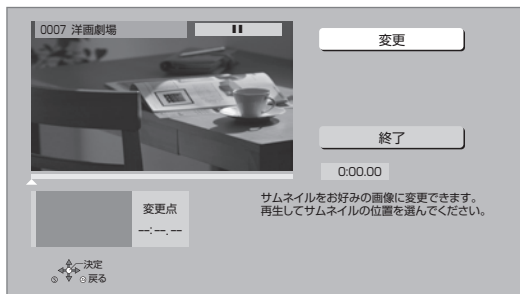 0007 洋画劇場
変更
終了
0:00.00
変更点
--:--.--
サムネイルをお好みの画像に変更できます。
再生してサムネイルの位置を選んでください。
決定
戻る